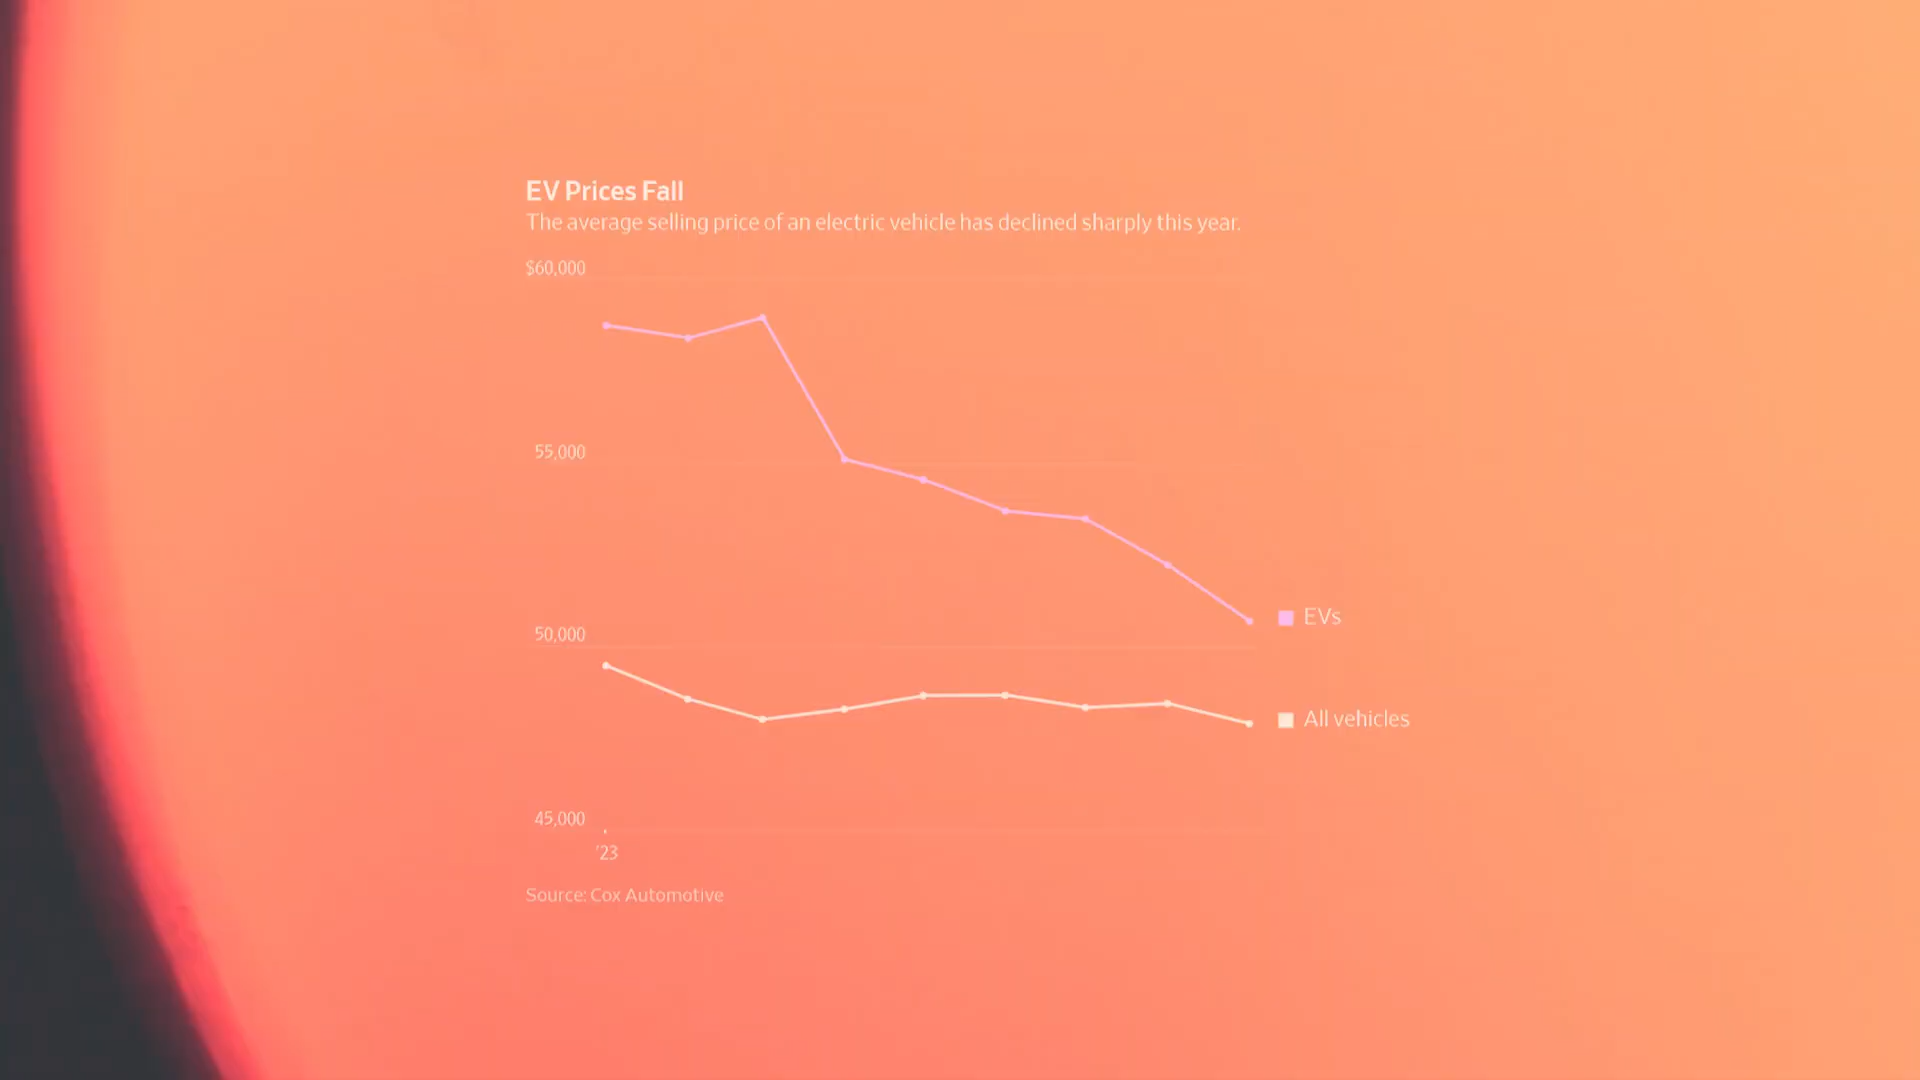 EV Prices Fall
The average selling price of an electric vehicle has declined sharply this year.
$60,000
55,000
50,000
EVs
All vehicles
45,000
'23
Source: Cox Automotive